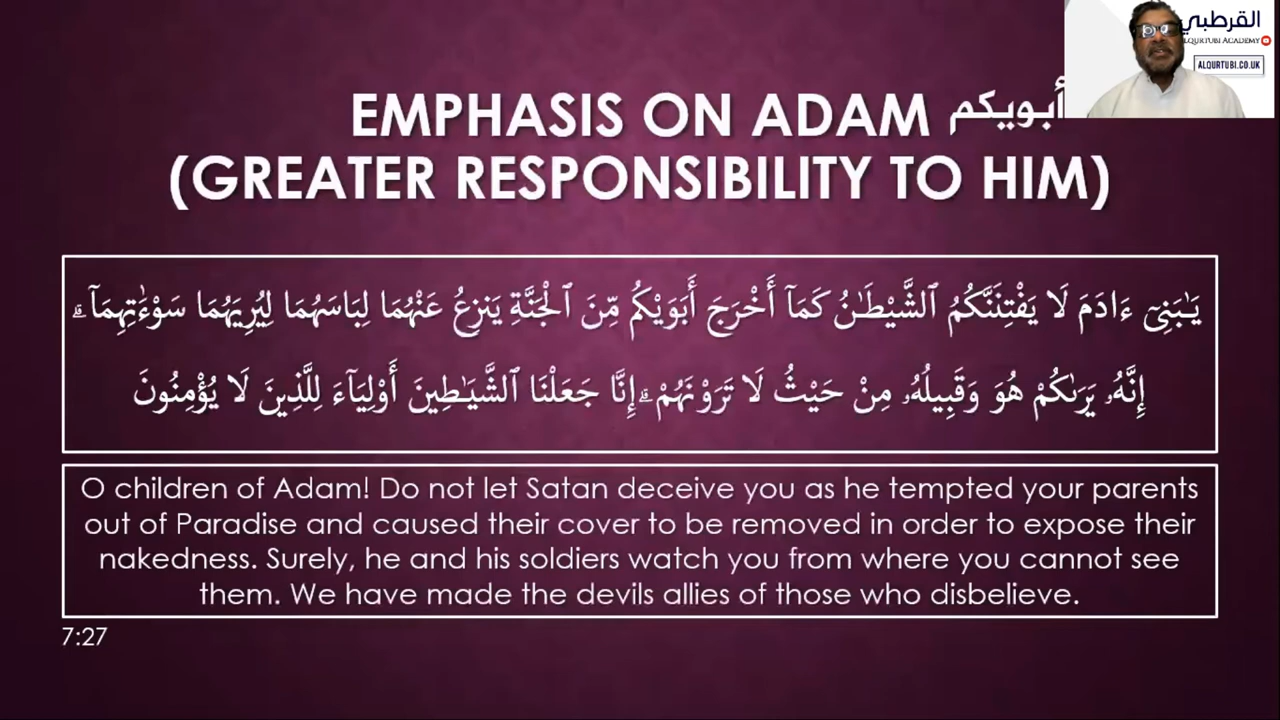 القرطبي
ALQURTUBI ACADEMY
ALQURTUBI.CO.UK
EMPHASIS ON ADAM أبويكم
(GREATER RESPONSIBILITY TO HIM)
يَـٰبَنِىٓ ءَادَمَ لَا يَفْتِنَنَّكُمُ ٱلشَّيْطَـٰنُ كَمَآ أَخْرَجَ أَبَوَيْكُم مِّنَ ٱلْجَنَّةِ يَنزِعُ عَنْهُمَا لِبَاسَهُمَا لِيُرِيَهُمَا سَوْءَٰتِهِمَآ ۗ
إِنَّهُۥ يَرَىٰكُمْ هُوَ وَقَبِيلُهُۥ مِنْ حَيْثُ لَا تَرَوْنَهُمْ ۗ إِنَّا جَعَلْنَا ٱلشَّيَـٰطِينَ أَوْلِيَآءَ لِلَّذِينَ لَا يُؤْمِنُونَ
O children of Adam! Do not let Satan deceive you as he tempted your parents
out of Paradise and caused their cover to be removed in order to expose their
nakedness. Surely, he and his soldiers watch you from where you cannot see
them. We have made the devils allies of those who disbelieve.
7:27